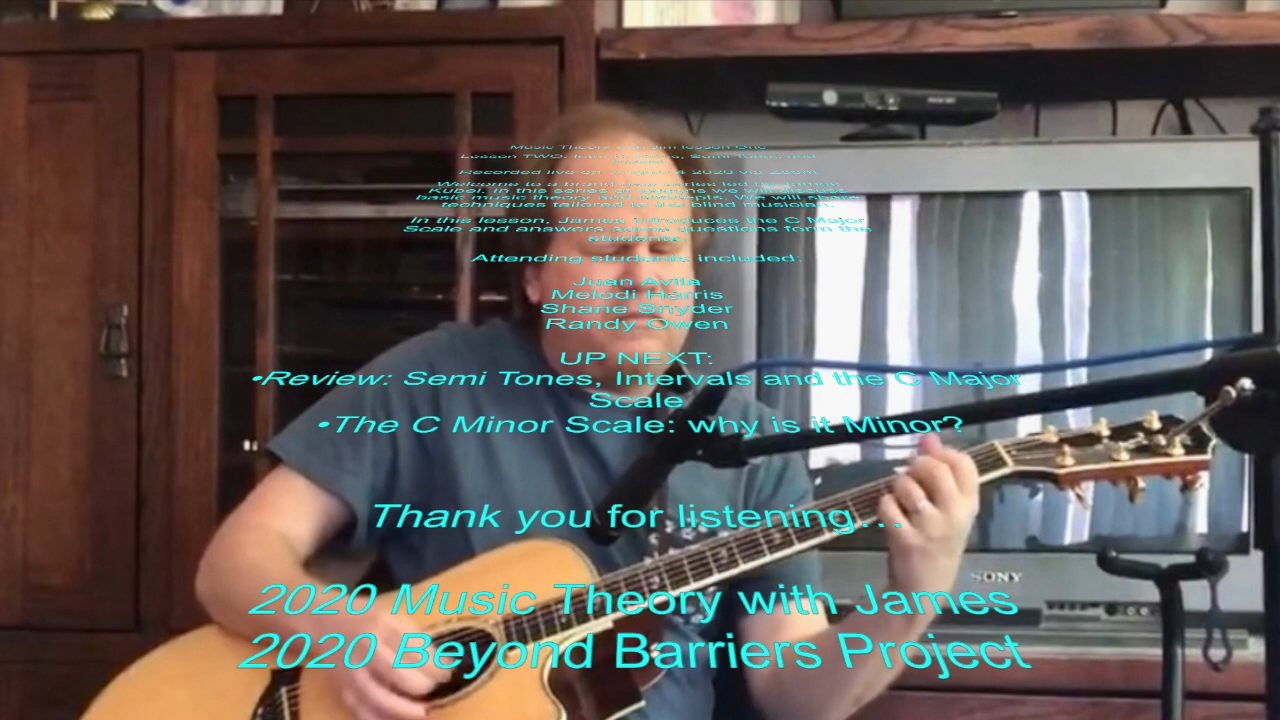 Music Theory with Jim lesson One
Lesson TWO:
Recorded live on August 4 2020 via Zoom
Welcome to a brand new series led by James
Kuber. In this series of lessons we will discuss
basic music theory and concepts. We will share
techniques tailored to the blind musician.
In this lesson, James introduces the C Major
Scale and answers some questions form the
students.
Attending students included:
Juan Avila
Melodi Harris
Shane Snyder
Randy Owen
UP NEXT:
•Review: Semi Tones, Intervals and the C Major
Scale
•The C Minor Scale: why is it Minor?
Thank you for listening...
2020 Music Theory with James
2020 Beyond Barriers Project
SONY